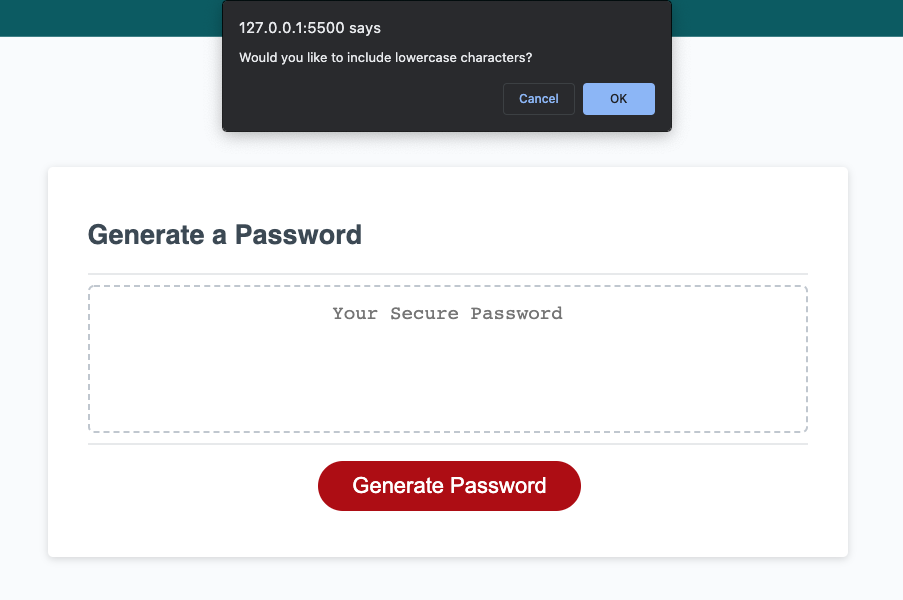 127.0.0.1:5500 says
Would you like to include lowercase characters?
Cancel
OK
Generate a Password
Your Secure Password
Generate Password